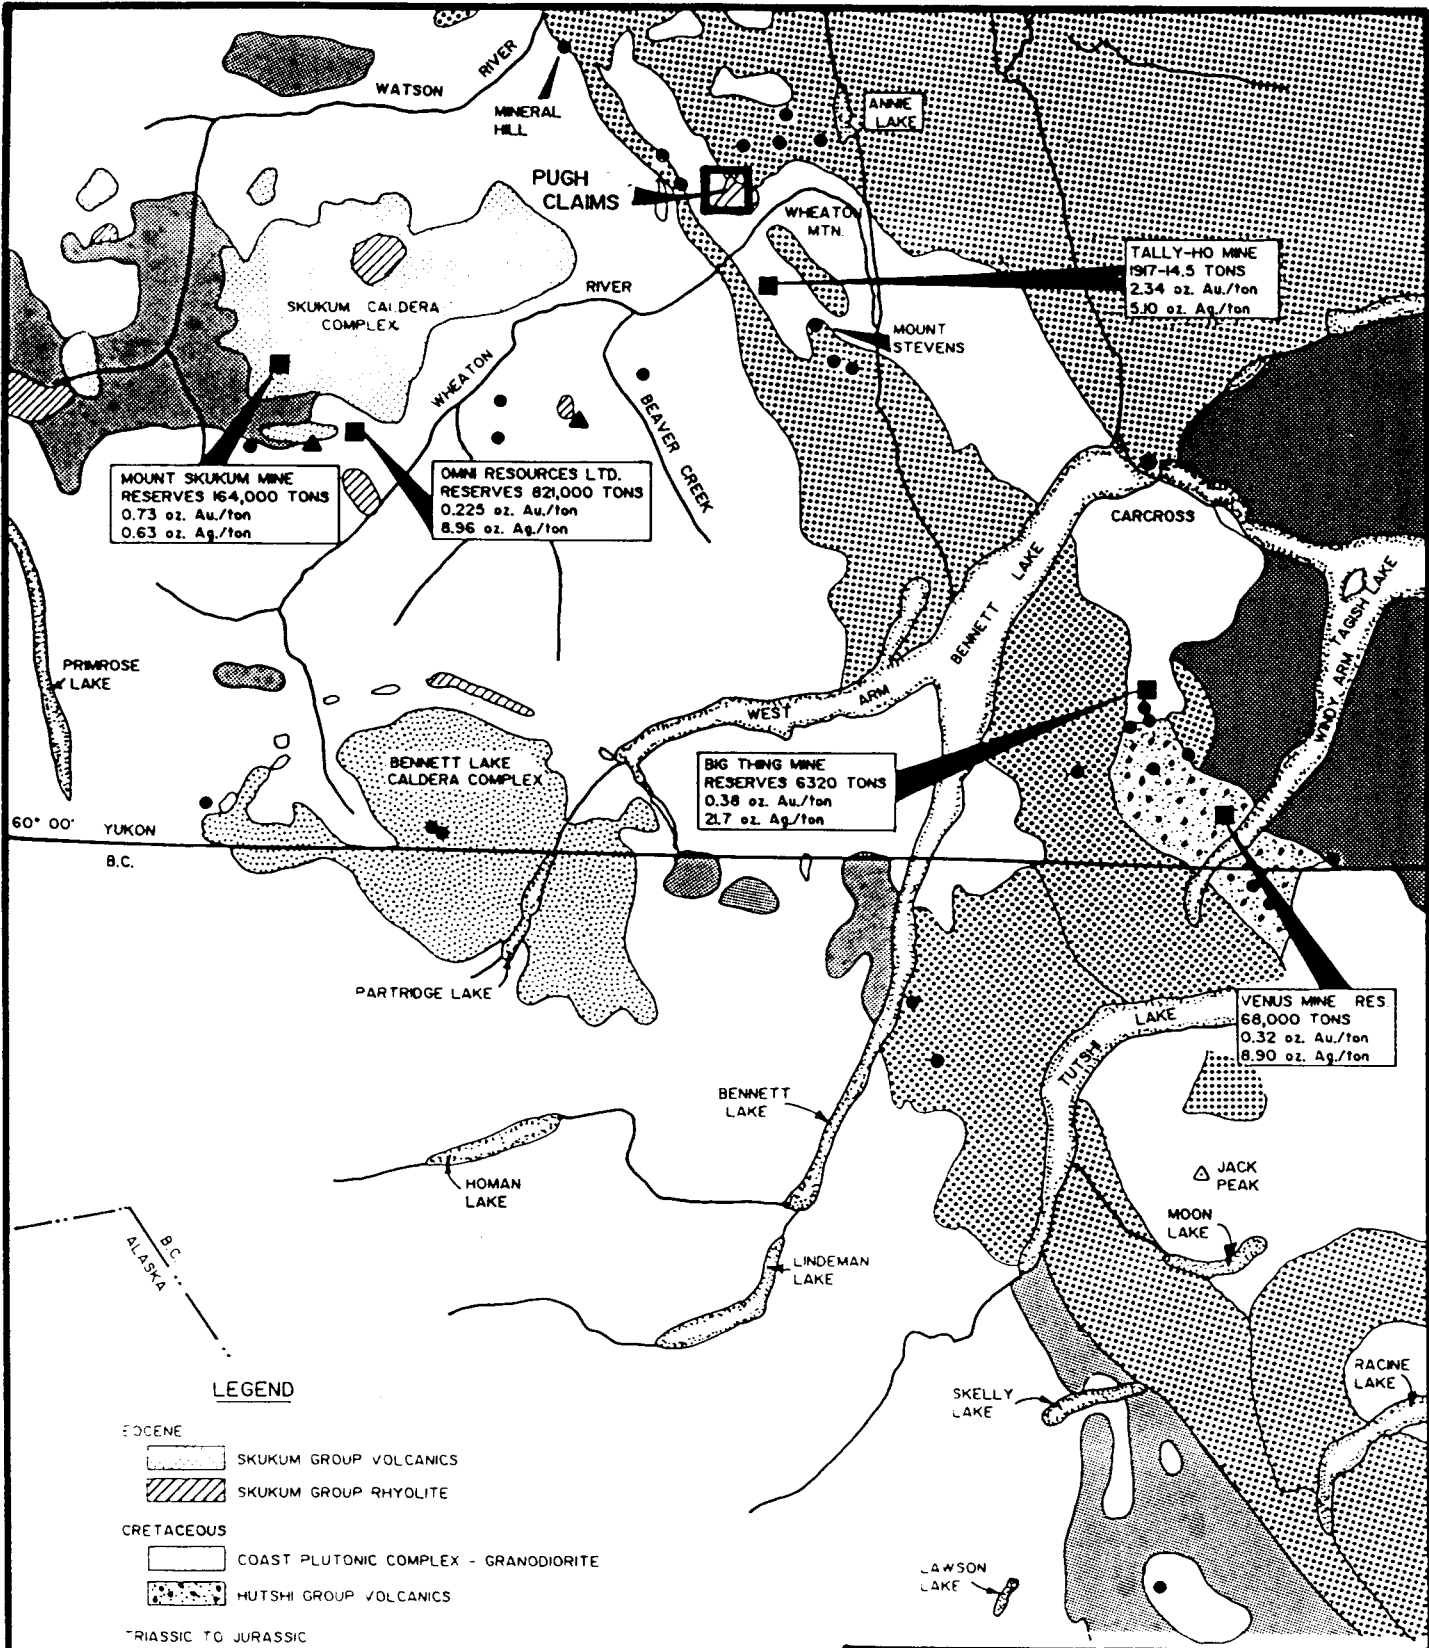 WATSON
RIVER
MINERAL
HILL
ANNIE
LAKE
PUGH
CLAIMS
WHEATON
MTN.
TALLY-HO MINE
1917-14.5 TONS
2.34 oz. Au./ton
5.10 oz. Ag./ton
SKUKUM CALDERA
COMPLEX
RIVER
WHEATON
MOUNT
STEVENS
BEAVER CREEK
MOUNT SKUKUM MINE
RESERVES 164,000 TONS
0.73 oz. Au./ton
0.63 oz. Ag./ton
OMNI RESOURCES LTD.
RESERVES 821,000 TONS
0.225 oz. Au./ton
8.96 oz. Ag./ton
CARCROSS
BENNETT LAKE
WINDY ARM TAGISH LAKE
PRIMROSE
LAKE
WEST ARM
BENNETT LAKE
CALDERA COMPLEX
BIG THING MINE
RESERVES 6320 TONS
0.38 oz. Au./ton
21.7 oz. Ag./ton
60° 00' YUKON
B.C.
PARTRIDGE LAKE
VENUS MINE RES.
68,000 TONS
0.32 oz. Au./ton
8.90 oz. Ag./ton
TUTSHI LAKE
BENNETT
LAKE
HOMAN
LAKE
JACK
PEAK
MOON
LAKE
B.C.
ALASKA
LINDEMAN
LAKE
SKELLY
LAKE
RACINE
LAKE
LAWSON
LAKE
LEGEND
EOCENE
SKUKUM GROUP VOLCANICS
SKUKUM GROUP RHYOLITE
CRETACEOUS
COAST PLUTONIC COMPLEX - GRANODIORITE
HUTSHI GROUP VOLCANICS
TRIASSIC TO JURASSIC